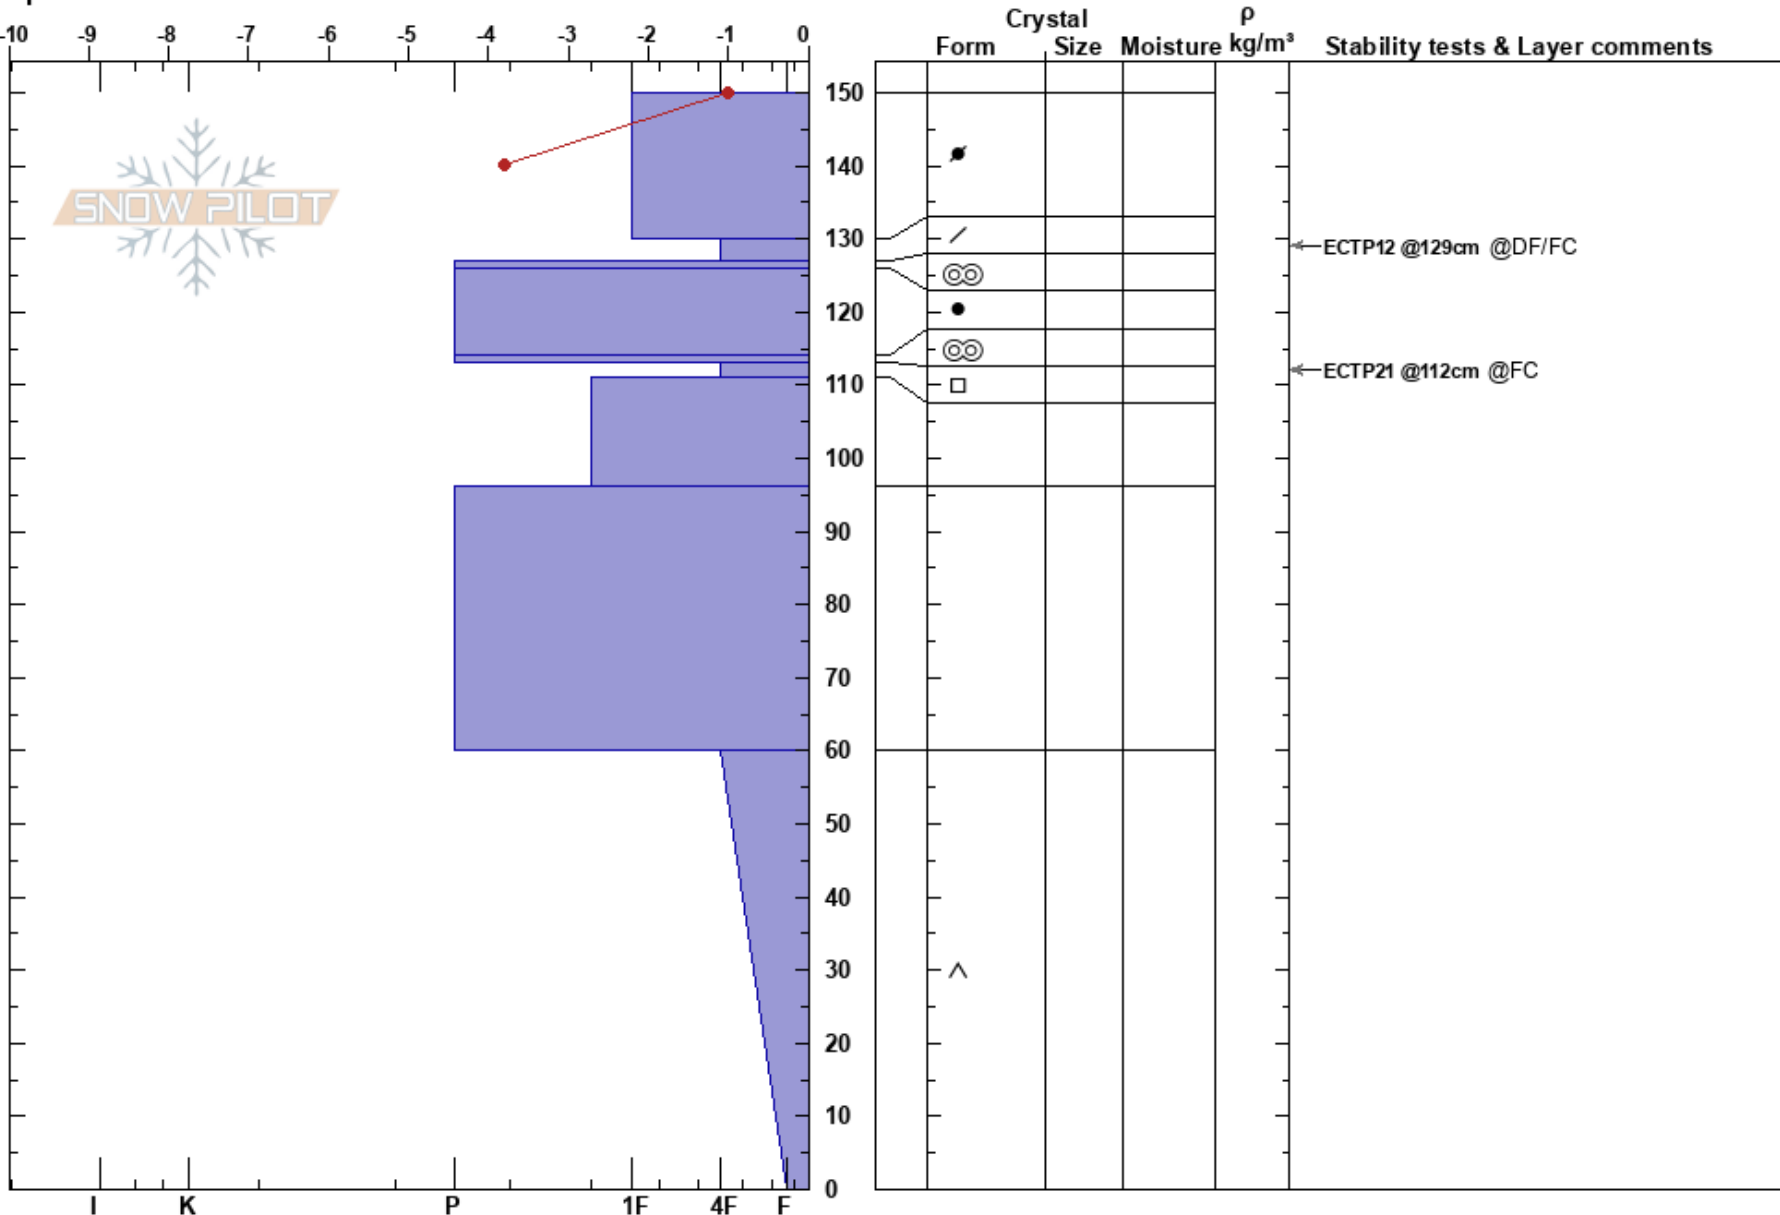 -10 -9 -8 -7 -6 -5 -4 -3 -2 -1 0
Crystal ρ
Form Size Moisture kg/m³ Stability tests & Layer comments
150
140
SNOW PILOT
130
ECTP12 @129cm @DF/FC
120
ECTP21 @112cm @FC
110
100
90
80
70
60
50
40
30
20
10
0
I K P 1F 4F F